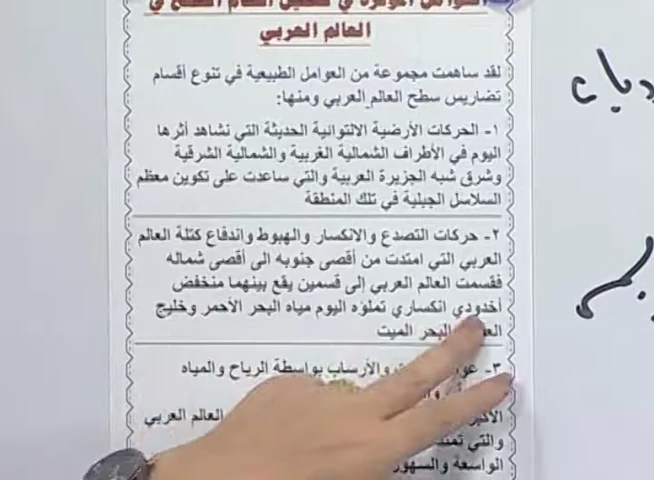 العالم العربي
لقد ساهمت مجموعة من العوامل الطبيعية في تنوع أقسام
تضاريس سطح العالم العربي ومنها:
١- الحركات الأرضية الالتوائية الحديثة التي نشاهد أثرها
اليوم في الأطراف الشمالية الغربية والشمالية الشرقية
وشرق شبه الجزيرة العربية والتي ساعدت على تكوين معظم
السلاسل الجبلية في تلك المنطقة
٢- حركات التصدع والانكسار والهبوط واندفاع كتلة العالم
العربي التي امتدت من أقصى جنوبه الى أقصى شماله
فقسمت العالم العربي إلى قسمين يقع بينهما منخفض
أخدودي انكساري تملؤه اليوم مياه البحر الأحمر وخليج
البحر الميت
٣- والأرساب بواسطة الرياح والمياه
العالم العربي
والتي
الواسعة والسهول